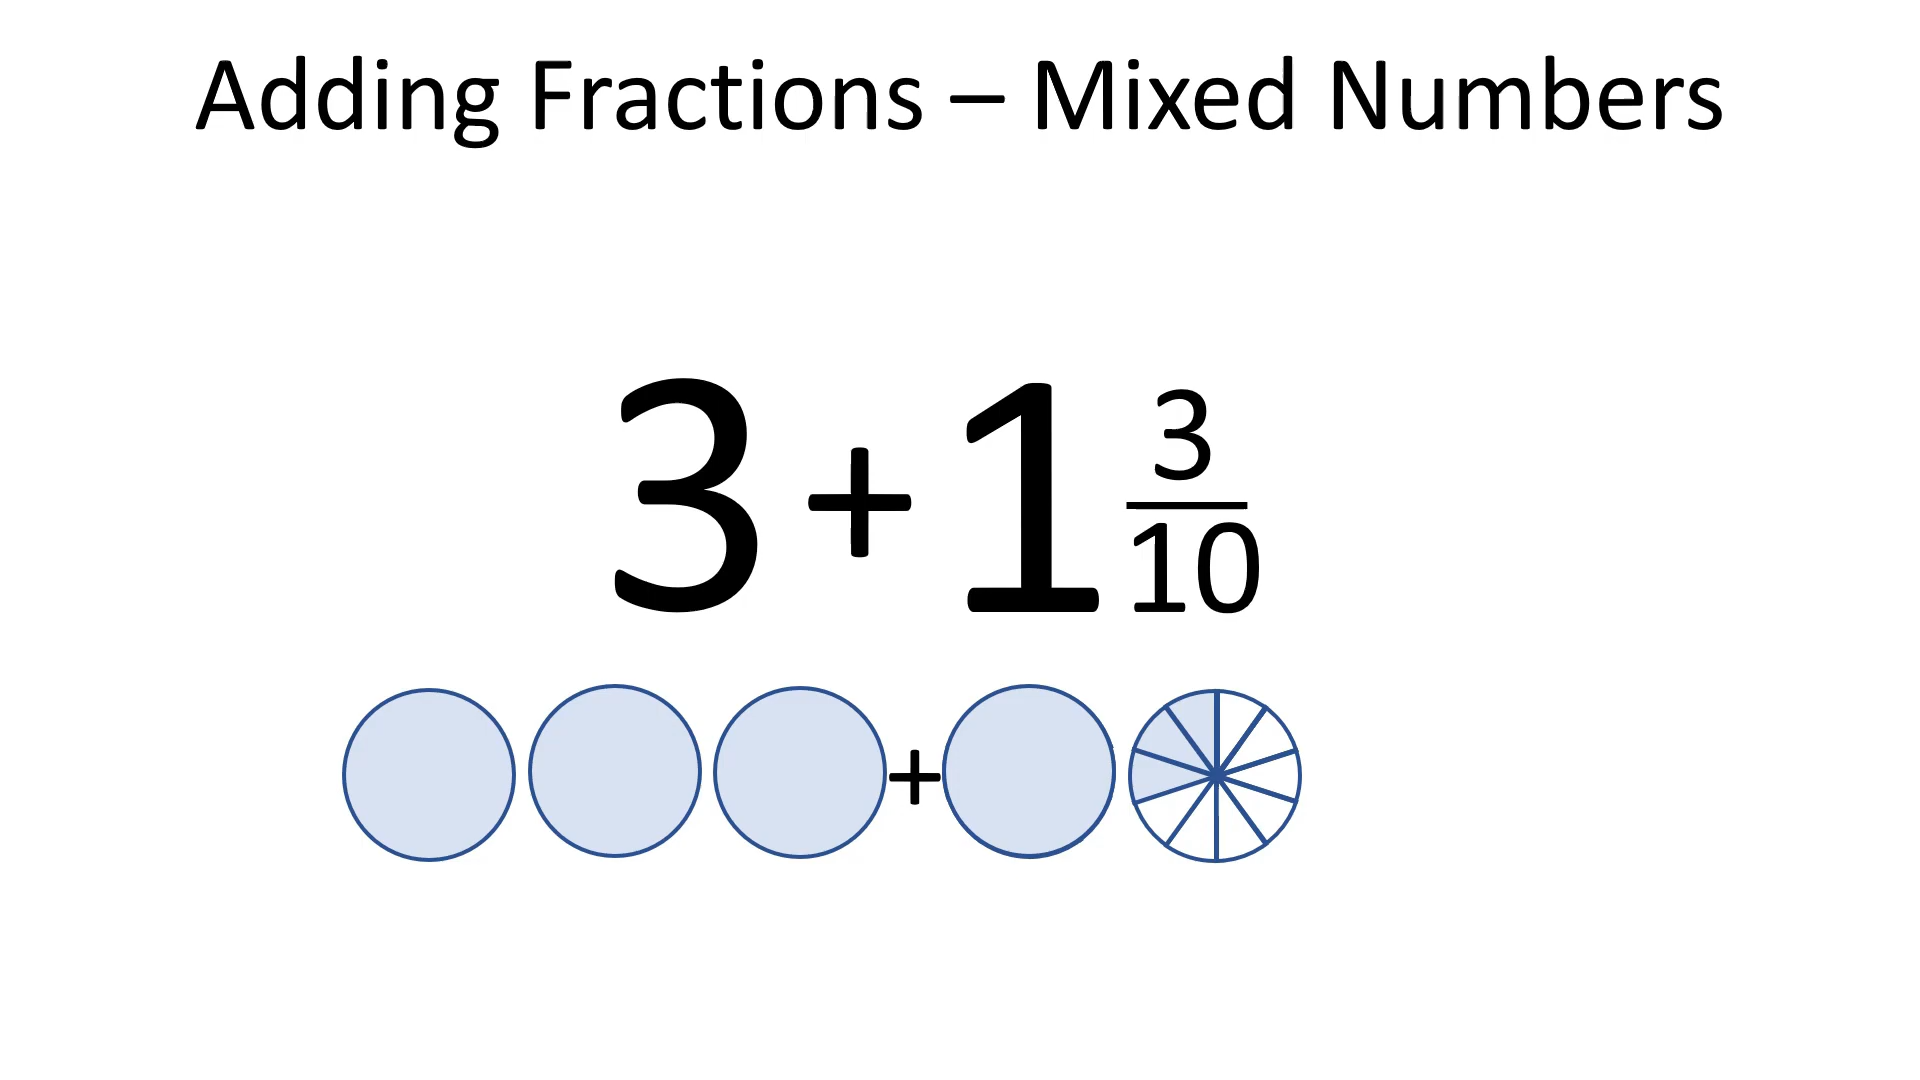 Adding Fractions – Mixed Numbers
3 + 1 3/10
+